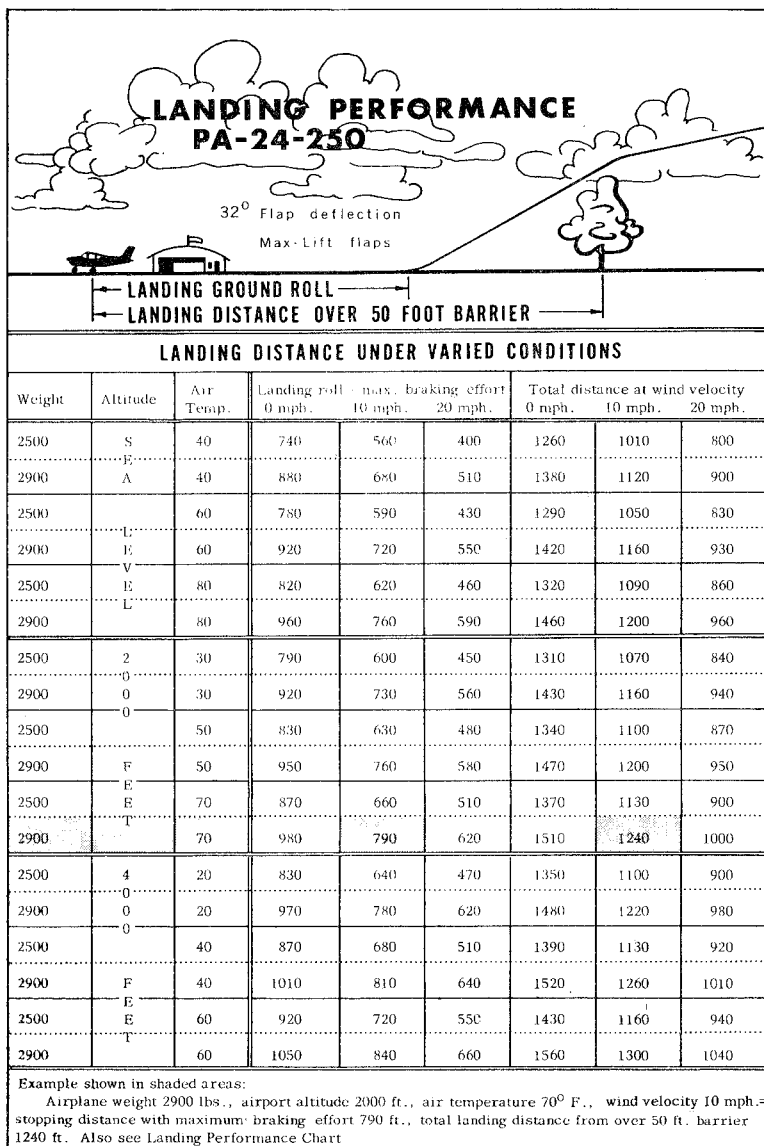 LANDING PERFORMANCE
PA-24-250
32° Flap deflection
Max-Lift flaps
LANDING GROUND ROLL
LANDING DISTANCE OVER 50 FOOT BARRIER
LANDING DISTANCE UNDER VARIED CONDITIONS
Weight Altitude Air Temp. Landing roll - max. braking effort Total distance at wind velocity
0 mph. 10 mph. 20 mph. 0 mph. 10 mph. 20 mph.
SEA LEVEL
2500 40 740 560 400 1260 1010 800
2900 40 880 680 510 1380 1120 900
2500 60 780 590 430 1290 1050 830
2900 60 920 720 550 1420 1160 930
2500 80 820 620 460 1320 1090 860
2900 80 960 760 590 1460 1200 960
2000 FEET
2500 30 790 600 450 1310 1070 840
2900 30 920 730 560 1430 1160 940
2500 50 830 630 480 1340 1100 870
2900 50 950 760 580 1470 1200 950
2500 70 870 660 510 1370 1130 900
2900 70 980 790 620 1510 1240 1000
4000 FEET
2500 20 830 640 470 1350 1100 900
2900 20 970 780 620 1480 1220 980
2500 40 870 680 510 1390 1130 920
2900 40 1010 810 640 1520 1260 1010
2500 60 920 720 550 1430 1160 940
2900 60 1050 840 660 1560 1300 1040
Example shown in shaded areas:
Airplane weight 2900 lbs., airport altitude 2000 ft., air temperature 70° F., wind velocity 10 mph.=
stopping distance with maximum braking effort 790 ft., total landing distance from over 50 ft. barrier
1240 ft. Also see Landing Performance Chart